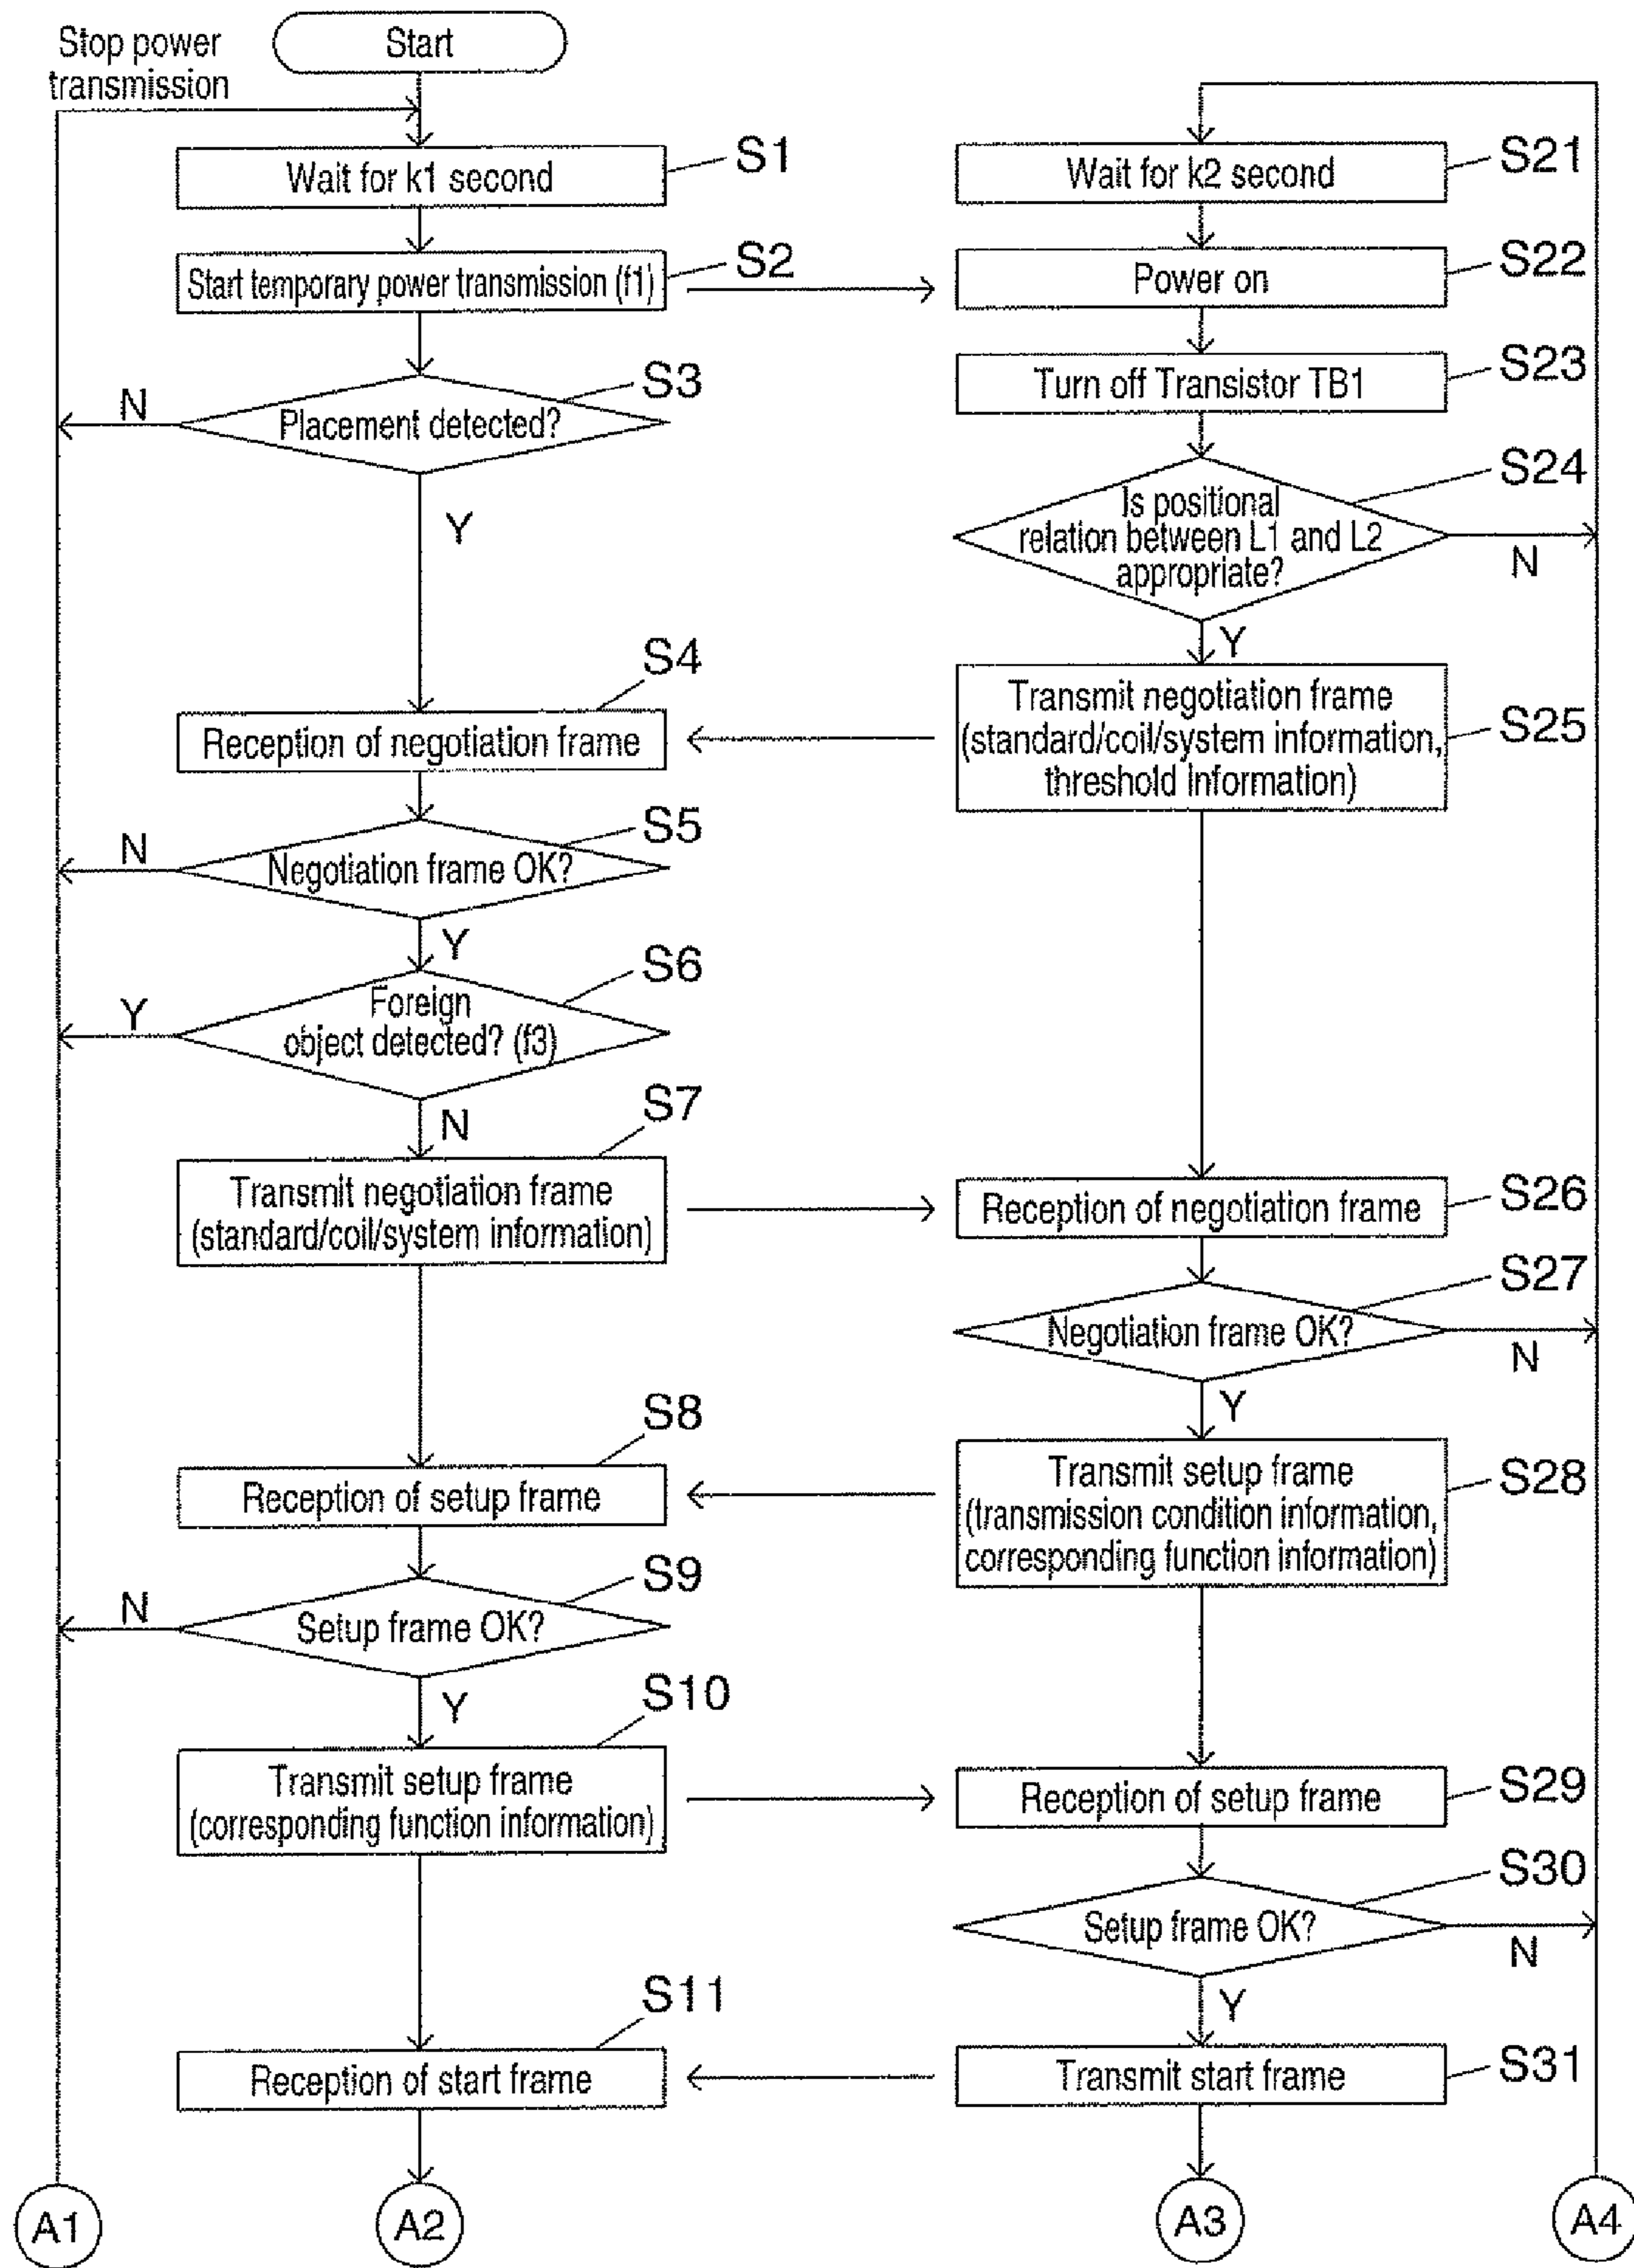 Start
Stop power
transmission
Wait for k1 second
S1
Start temporary power transmission (f1)
S2
Placement detected?
S3
N
Y
Reception of negotiation frame
S4
Negotiation frame OK?
S5
N
Y
Foreign
object detected? (f3)
S6
Y
N
Transmit negotiation frame
(standard/coil/system information)
S7
Reception of setup frame
S8
Setup frame OK?
S9
N
Y
Transmit setup frame
(corresponding function information)
S10
Reception of start frame
S11
A1
A2
Wait for k2 second
S21
Power on
S22
Turn off Transistor TB1
S23
Is positional
relation between L1 and L2
appropriate?
S24
N
Y
Transmit negotiation frame
(standard/coil/system information,
threshold information)
S25
Reception of negotiation frame
S26
Negotiation frame OK?
S27
N
Y
Transmit setup frame
(transmission condition information,
corresponding function information)
S28
Reception of setup frame
S29
Setup frame OK?
S30
N
Y
Transmit start frame
S31
A3
A4